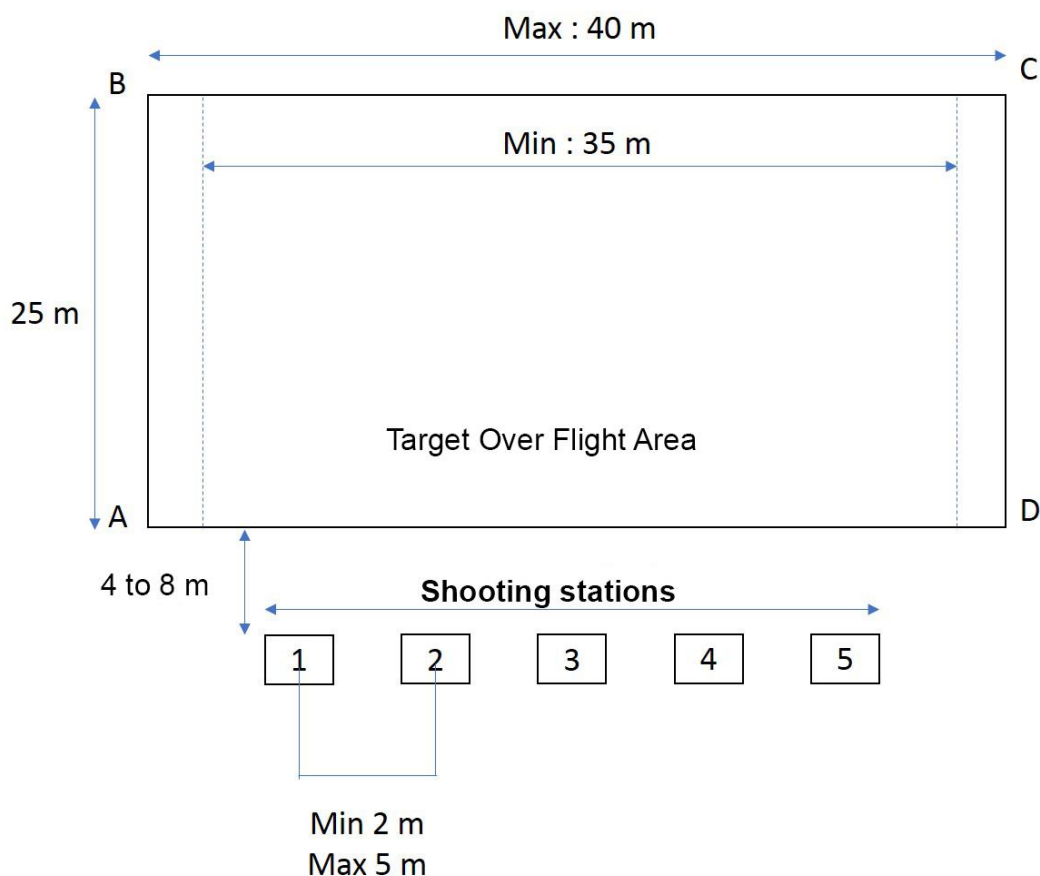 Max : 40 m
B
C
Min : 35 m
25 m
Target Over Flight Area
A
D
4 to 8 m
Shooting stations
1
2
3
4
5
Min 2 m
Max 5 m